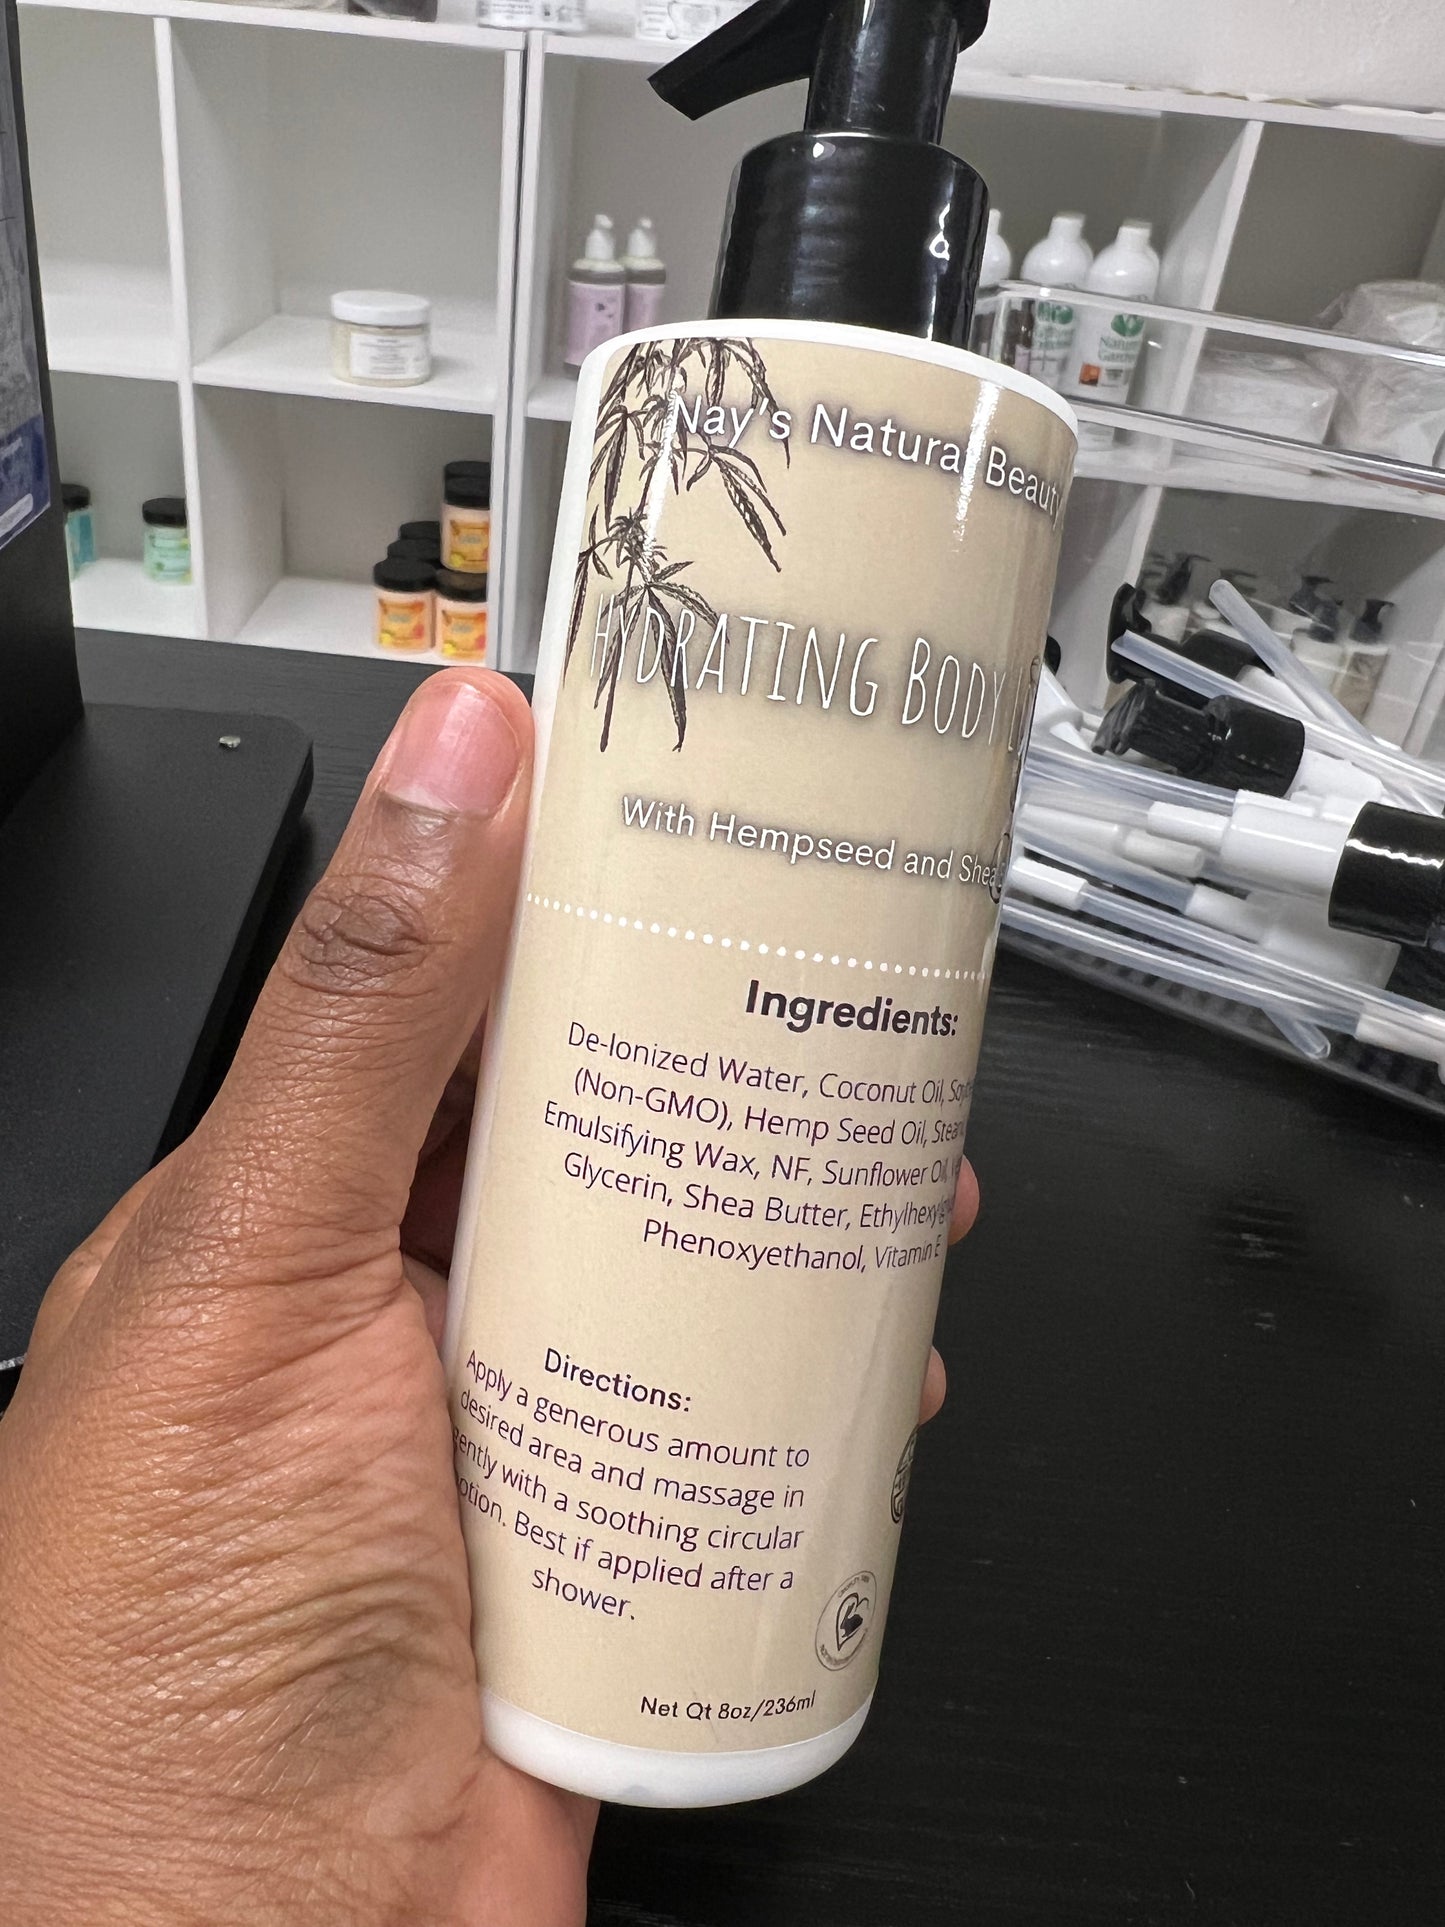 Nay's Natural Beauty
HYDRATING BODY
With Hempseed and Shea
Ingredients:
De-Ionized Water, Coconut Oil,
(Non-GMO), Hemp Seed Oil,
Emulsifying Wax, NF, Sunflower Oil,
Glycerin, Shea Butter,
Phenoxyethanol, Vitamin E
Directions:
Apply a generous amount to
desired area and massage in
gently with a soothing circular
motion. Best if applied after a
shower.
Net Qt 8oz/236ml